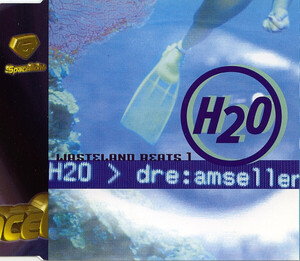 H2O
WASTELAND BEATS 1
H2O > dre:amseller